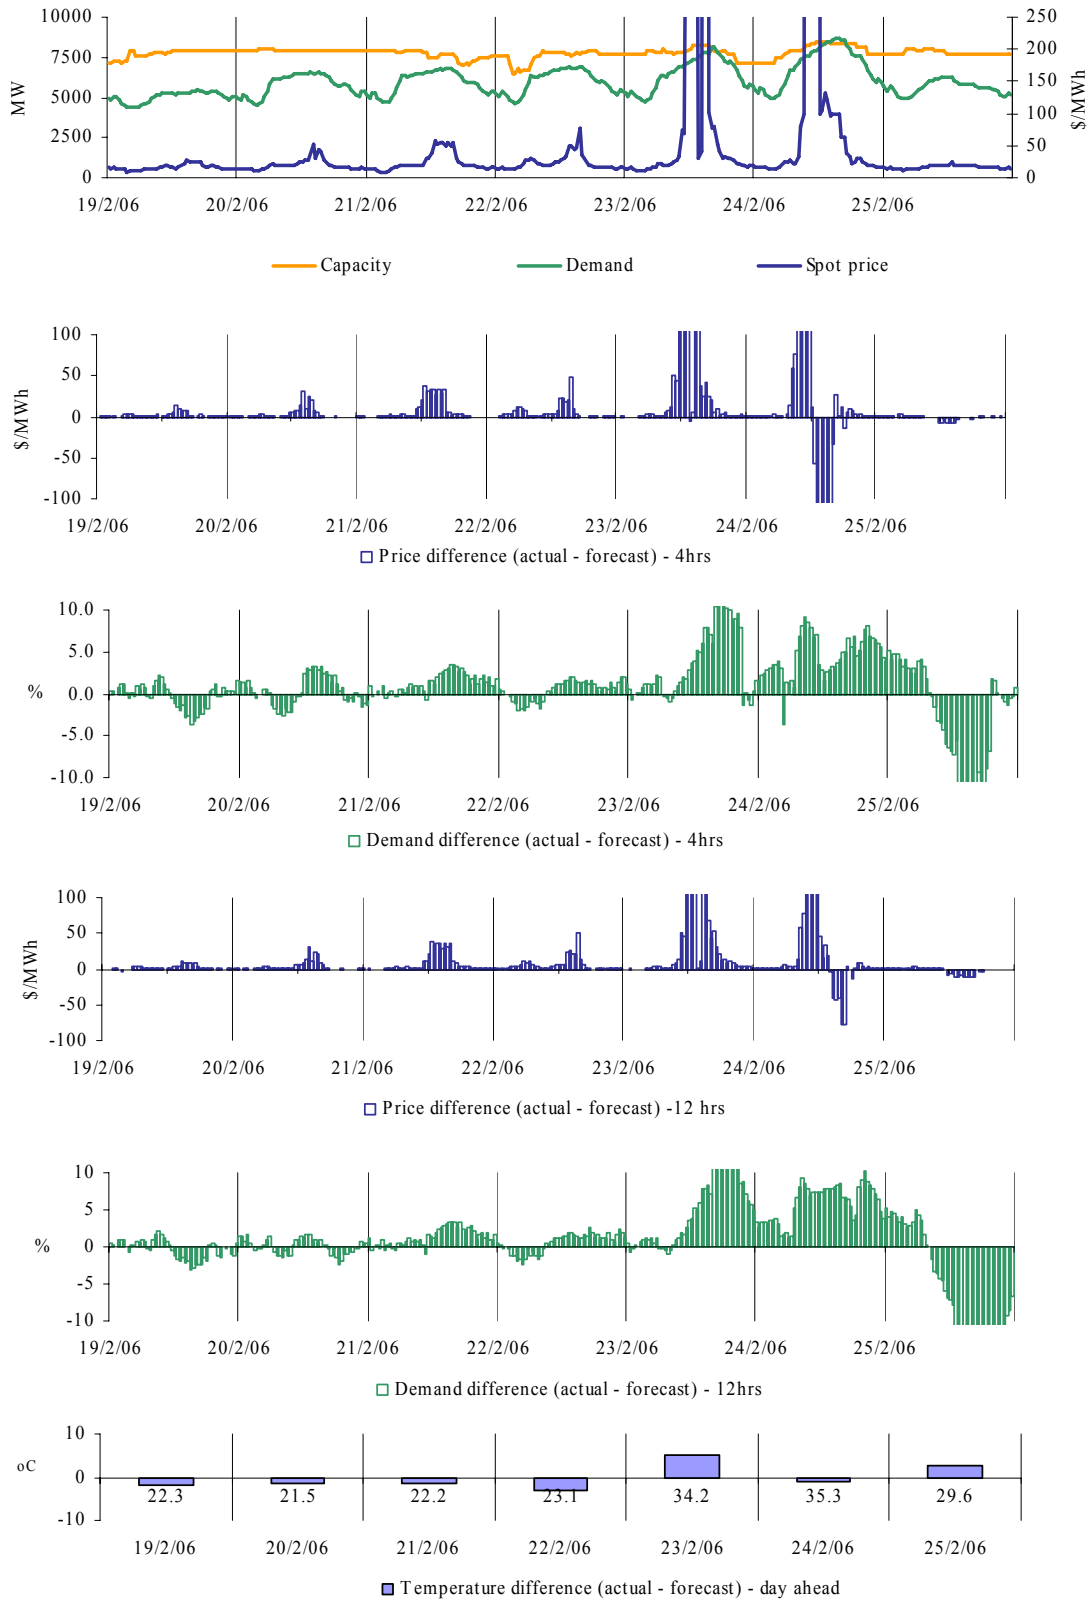 10000 250
7500 200
150
5000 100
2500 50
0 0
MW $/MWh
19/2/06 20/2/06 21/2/06 22/2/06 23/2/06 24/2/06 25/2/06
Capacity Demand Spot price
100
50
0
-50
-100
$/MWh
19/2/06 20/2/06 21/2/06 22/2/06 23/2/06 24/2/06 25/2/06
Price difference (actual - forecast) - 4hrs
10.0
5.0
0.0
-5.0
-10.0
%
19/2/06 20/2/06 21/2/06 22/2/06 23/2/06 24/2/06 25/2/06
Demand difference (actual - forecast) - 4hrs
100
50
0
-50
-100
$/MWh
19/2/06 20/2/06 21/2/06 22/2/06 23/2/06 24/2/06 25/2/06
Price difference (actual - forecast) -12 hrs
10
5
0
-5
-10
%
19/2/06 20/2/06 21/2/06 22/2/06 23/2/06 24/2/06 25/2/06
Demand difference (actual - forecast) - 12hrs
10
0
-10
oC
22.3 21.5 22.2 23.1 34.2 35.3 29.6
19/2/06 20/2/06 21/2/06 22/2/06 23/2/06 24/2/06 25/2/06
Temperature difference (actual - forecast) - day ahead